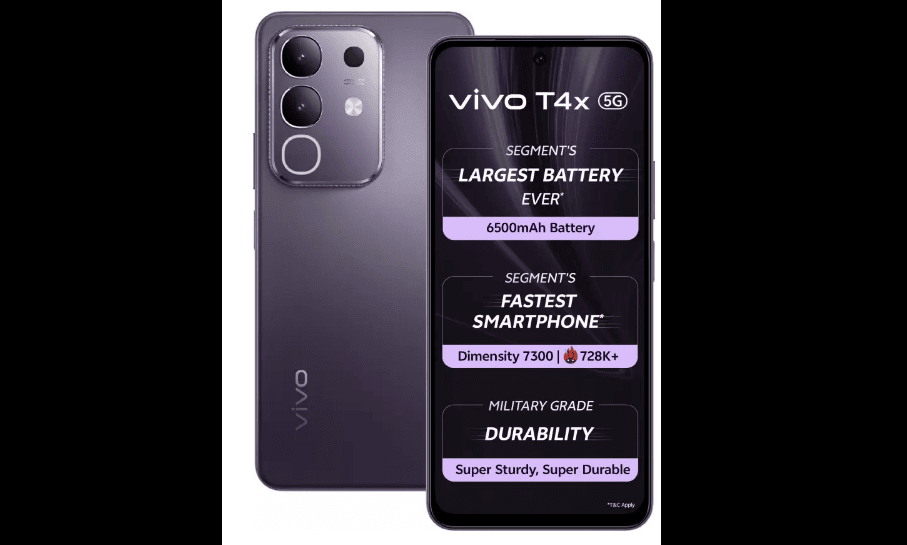 vivo
vivo T4x 5G
SEGMENT'S
LARGEST BATTERY
EVER*
6500mAh Battery
SEGMENT'S
FASTEST
SMARTPHONE*
Dimensity 7300 | 728K+
MILITARY GRADE
DURABILITY
Super Sturdy, Super Durable
*T&C Apply